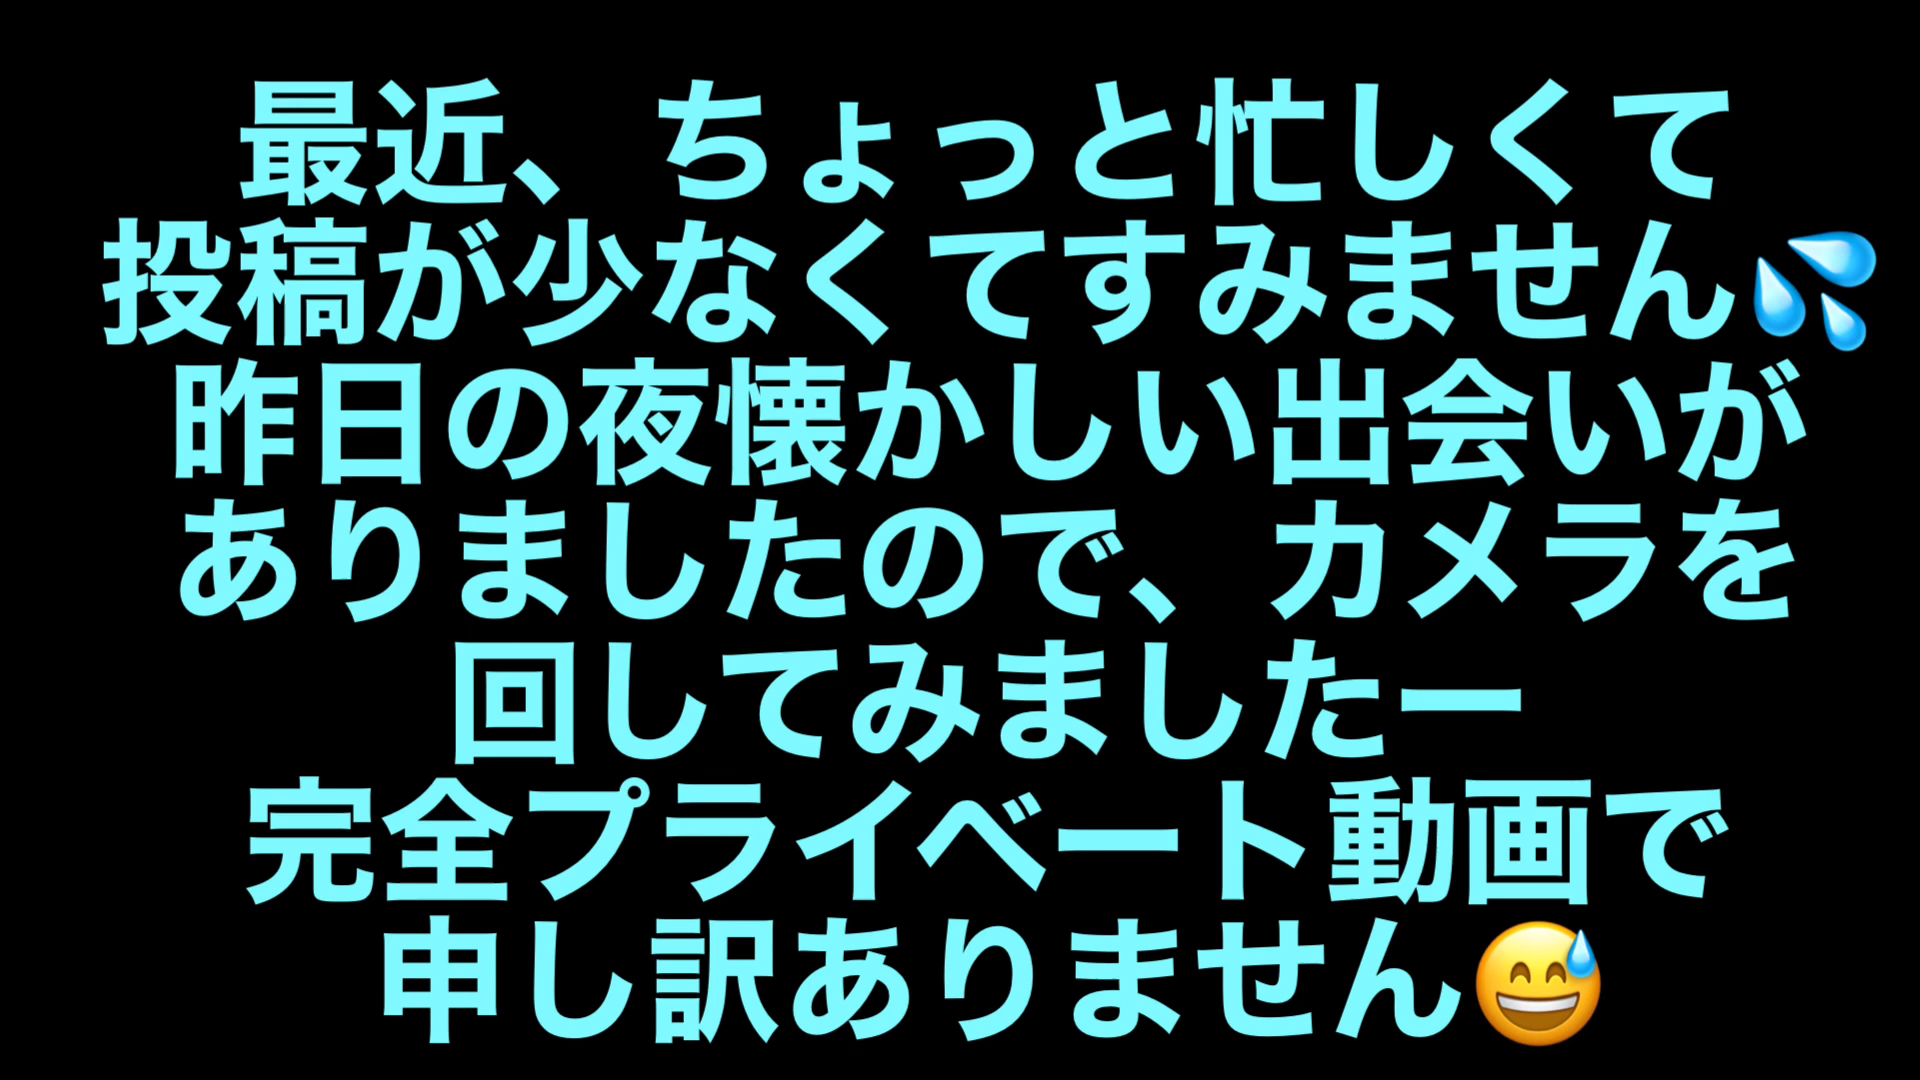 最近、ちょっと忙しくて
投稿が少なくてすみません💦
昨日の夜懐かしい出会いが
ありましたので、カメラを
回してみましたー
完全プライベート動画で
申し訳ありません😅